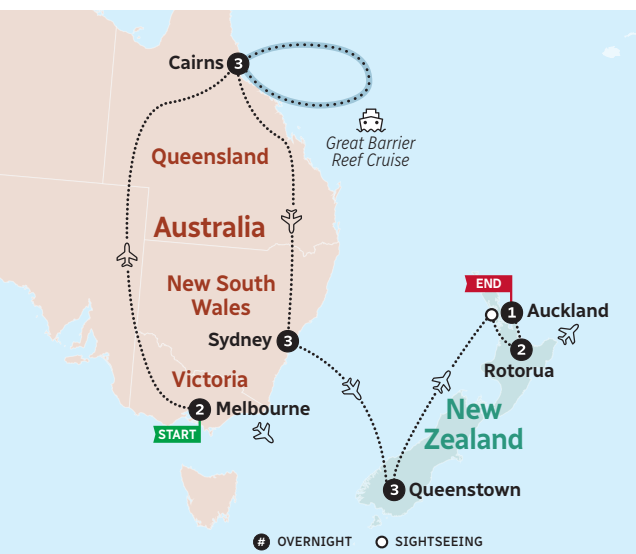 Cairns 3
Great Barrier
Reef Cruise
Queensland
Australia
New South
Wales
END
1 Auckland
Sydney 3
2
Rotorua
Victoria
2 Melbourne
START
New
Zealand
3 Queenstown
# OVERNIGHT SIGHTSEEING